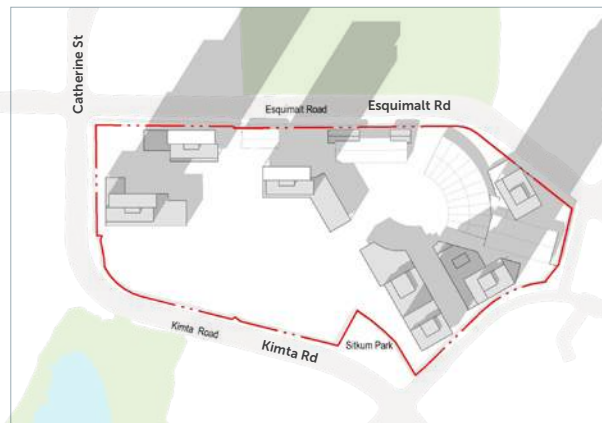 Catherine St
Esquimalt Road
Esquimalt Rd
Kimta Road
Kimta Rd
Sitkum Park